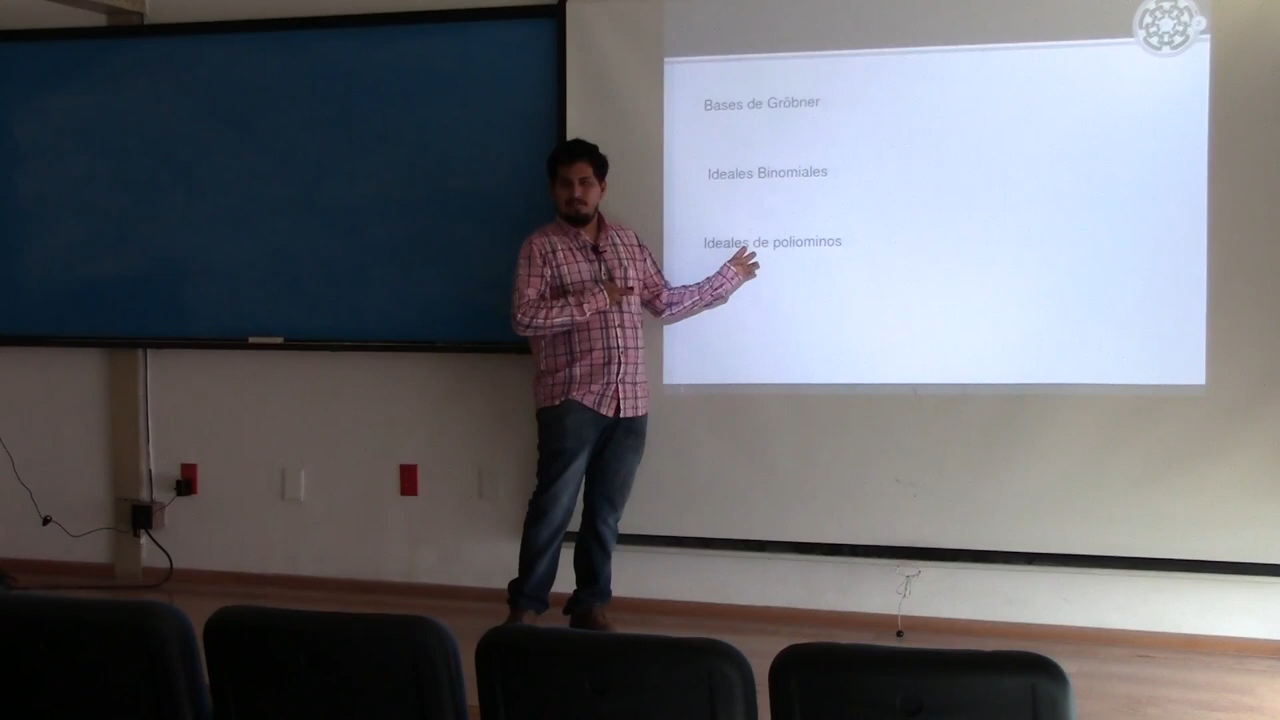 Bases de Gröbner
Ideales Binomiales
Ideales de poliominos